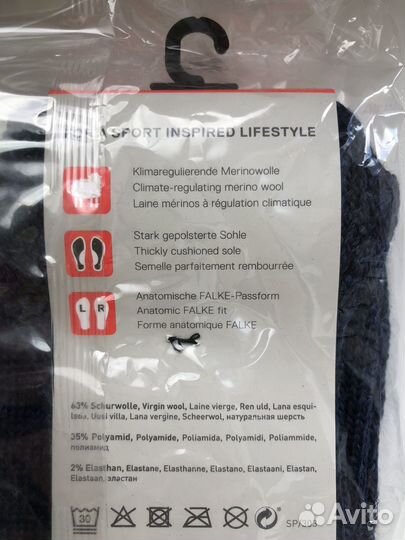 FOR A SPORT INSPIRED LIFESTYLE
Klimaregulierende Merinowolle
Climate-regulating merino wool
Laine mérinos à régulation climatique
Stark gepolsterte Sohle
Thickly cushioned sole
Semelle parfaitement rembourrée
L R
Anatomische FALKE-Passform
Anatomic FALKE fit
Forme anatomique FALKE
63% Schurwolle, Virgin wool, Laine vierge, Ren uld, Lana esqui-
lada, Uusi villa, Lana vergine, Scheerwol, натуральная шерсть
35% Polyamid, Polyamide, Poliamida, Polyamidi, Poliammide,
полиамид
2% Elasthan, Elastane, Elasthanne, Elastano, Elastaani, Elastan,
Elastaan, эластан
30
Avito